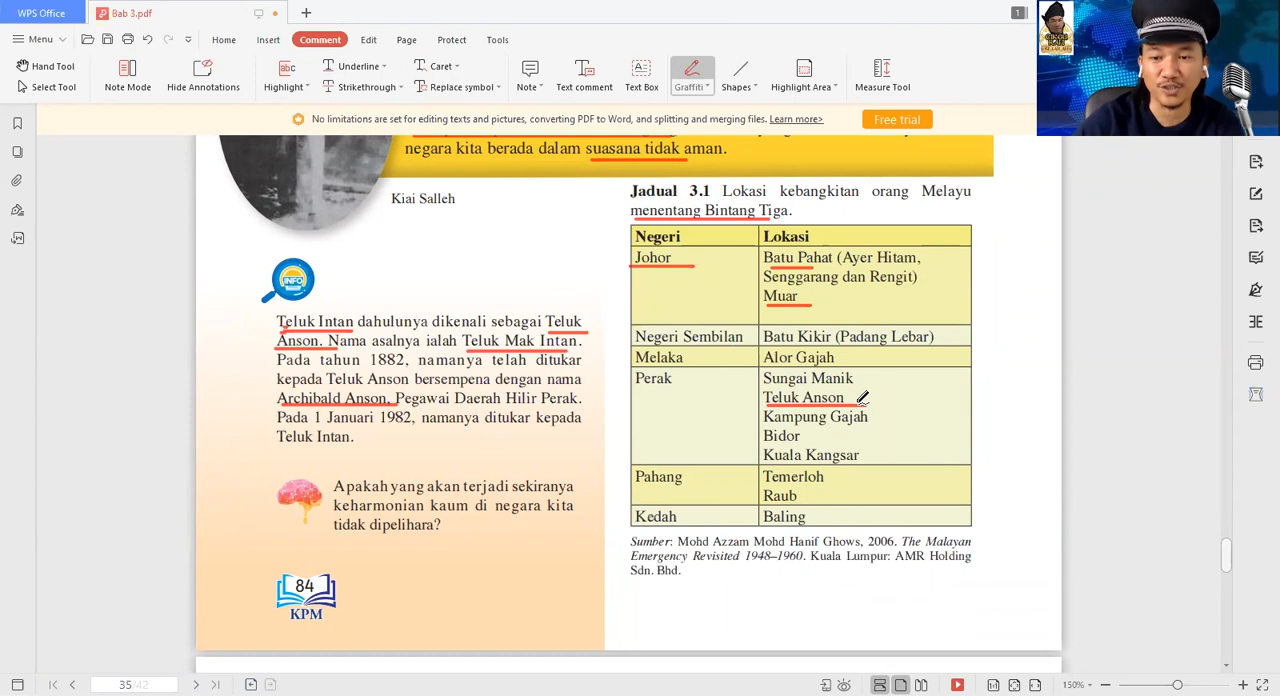 WPS Office
Bab 3.pdf
1
Menu
Home Insert Comment Edit Page Protect Tools
Hand Tool
Select Tool
Note Mode
Hide Annotations
Highlight
Underline
Strikethrough
Caret
Replace symbol
Note
Text comment
Text Box
Graffiti
Shapes
Highlight Area
Measure Tool
No limitations are set for editing texts and pictures, converting PDF to Word, and splitting and merging files. Learn more>
Free trial
negara kita berada dalam suasana tidak aman.
Kiai Salleh
INFO
Teluk Intan dahulunya dikenali sebagai Teluk
Anson. Nama asalnya ialah Teluk Mak Intan.
Pada tahun 1882, namanya telah ditukar
kepada Teluk Anson bersempena dengan nama
Archibald Anson, Pegawai Daerah Hilir Perak.
Pada 1 Januari 1982, namanya ditukar kepada
Teluk Intan.
Apakah yang akan terjadi sekiranya
keharmonian kaum di negara kita
tidak dipelihara?
84
KPM
Jadual 3.1 Lokasi kebangkitan orang Melayu
menentang Bintang Tiga.
Negeri Lokasi
Johor Batu Pahat (Ayer Hitam,
Senggarang dan Rengit)
Muar
Negeri Sembilan Batu Kikir (Padang Lebar)
Melaka Alor Gajah
Perak Sungai Manik
Teluk Anson
Kampung Gajah
Bidor
Kuala Kangsar
Pahang Temerloh
Raub
Kedah Baling
Sumber: Mohd Azzam Mohd Hanif Ghows, 2006. The Malayan
Emergency Revisited 1948–1960. Kuala Lumpur: AMR Holding
Sdn. Bhd.
35/42
150%